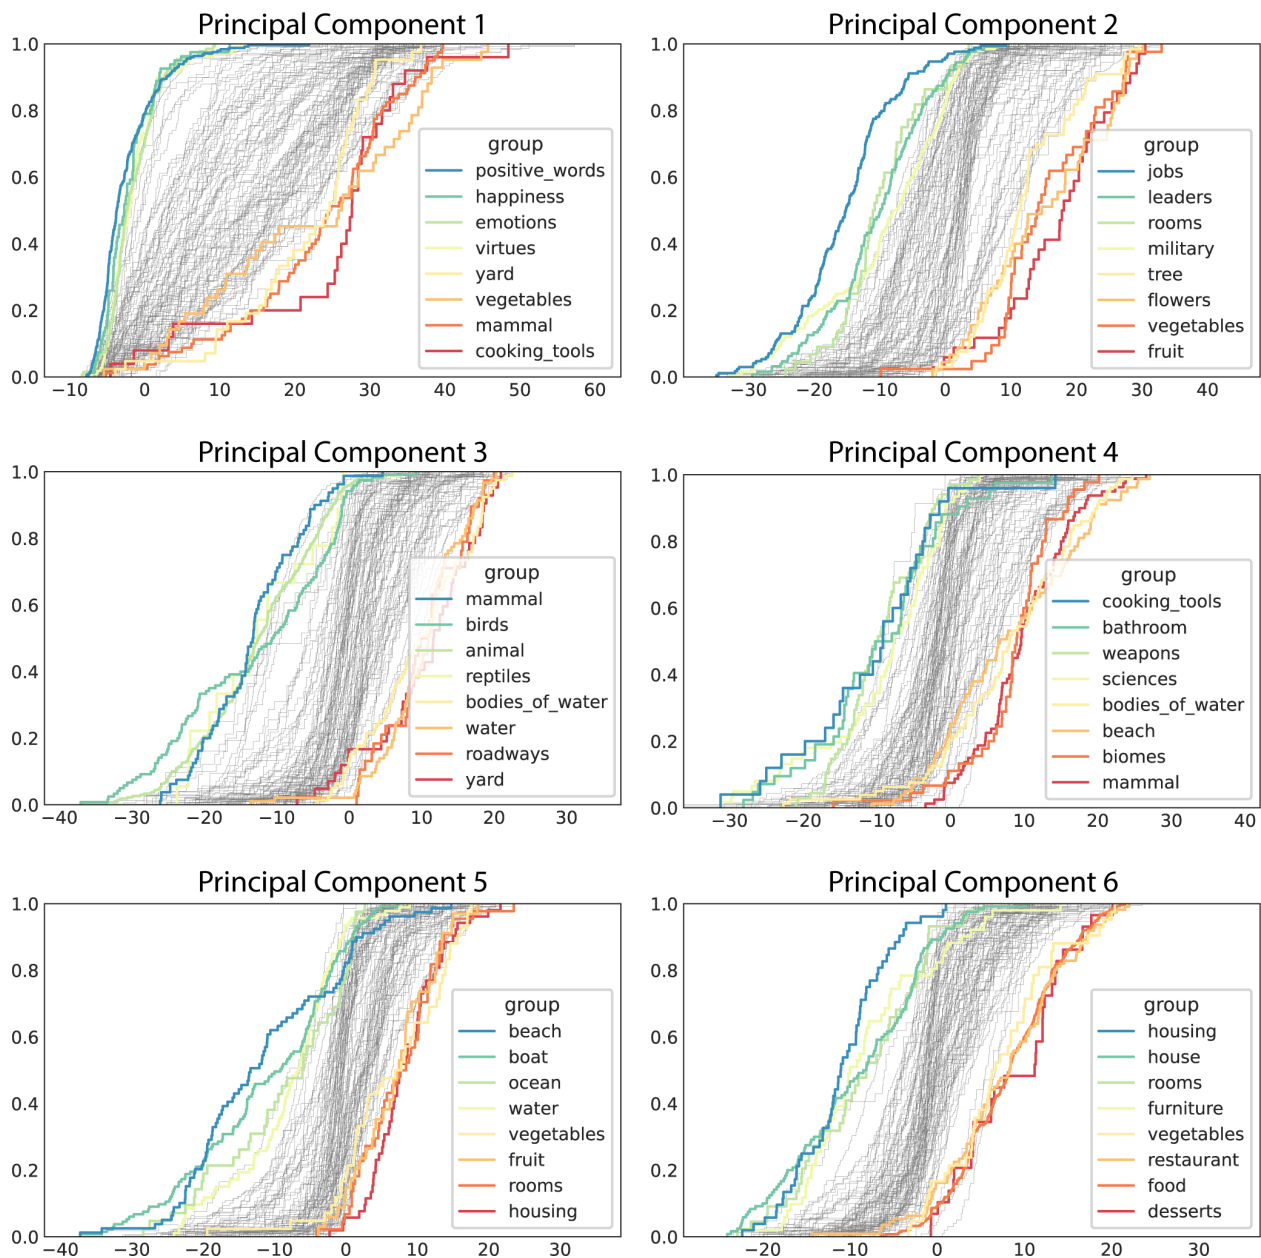 Principal Component 1
1.0
0.8
0.6
0.4
0.2
0.0
−10 0 10 20 30 40 50 60
group
positive_words
happiness
emotions
virtues
yard
vegetables
mammal
cooking_tools
Principal Component 2
1.0
0.8
0.6
0.4
0.2
0.0
−30 −20 −10 0 10 20 30 40
group
jobs
leaders
rooms
military
tree
flowers
vegetables
fruit
Principal Component 3
1.0
0.8
0.6
0.4
0.2
0.0
−40 −30 −20 −10 0 10 20 30
group
mammal
birds
animal
reptiles
bodies_of_water
water
roadways
yard
Principal Component 4
1.0
0.8
0.6
0.4
0.2
0.0
−30 −20 −10 0 10 20 30 40
group
cooking_tools
bathroom
weapons
sciences
bodies_of_water
beach
biomes
mammal
Principal Component 5
1.0
0.8
0.6
0.4
0.2
0.0
−40 −30 −20 −10 0 10 20 30
group
beach
boat
ocean
water
vegetables
fruit
rooms
housing
Principal Component 6
1.0
0.8
0.6
0.4
0.2
0.0
−20 −10 0 10 20 30
group
housing
house
rooms
furniture
vegetables
restaurant
food
desserts